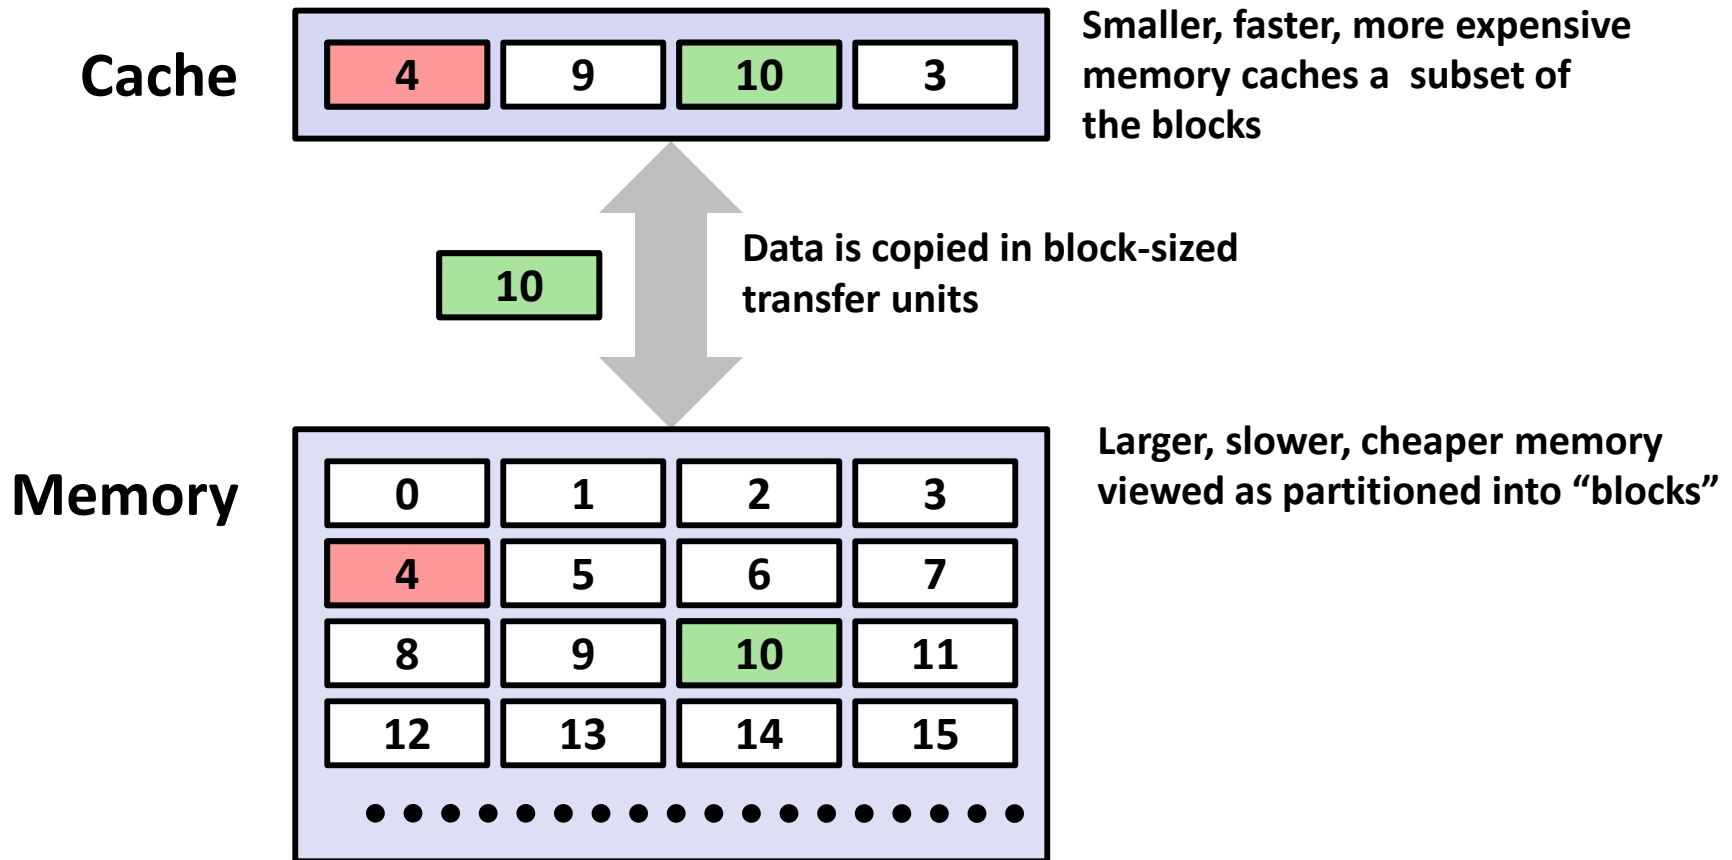 Cache
4 9 10 3
Smaller, faster, more expensive
memory caches a subset of
the blocks
10
Data is copied in block-sized
transfer units
Memory
0 1 2 3
4 5 6 7
8 9 10 11
12 13 14 15
Larger, slower, cheaper memory
viewed as partitioned into “blocks”